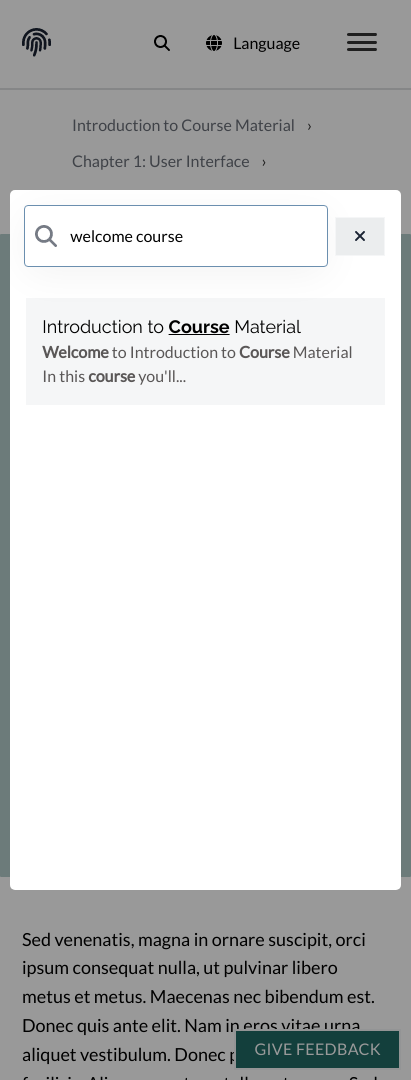 Language
Introduction to Course Material ›
Chapter 1: User Interface ›
welcome course
Introduction to Course Material
Welcome to Introduction to Course Material
In this course you'll...
Sed venenatis, magna in ornare suscipit, orci
ipsum consequat nulla, ut pulvinar libero
metus et metus. Maecenas nec bibendum est.
Donec quis ante elit. Nam in eros vitae urna
aliquet vestibulum. Donec
GIVE FEEDBACK